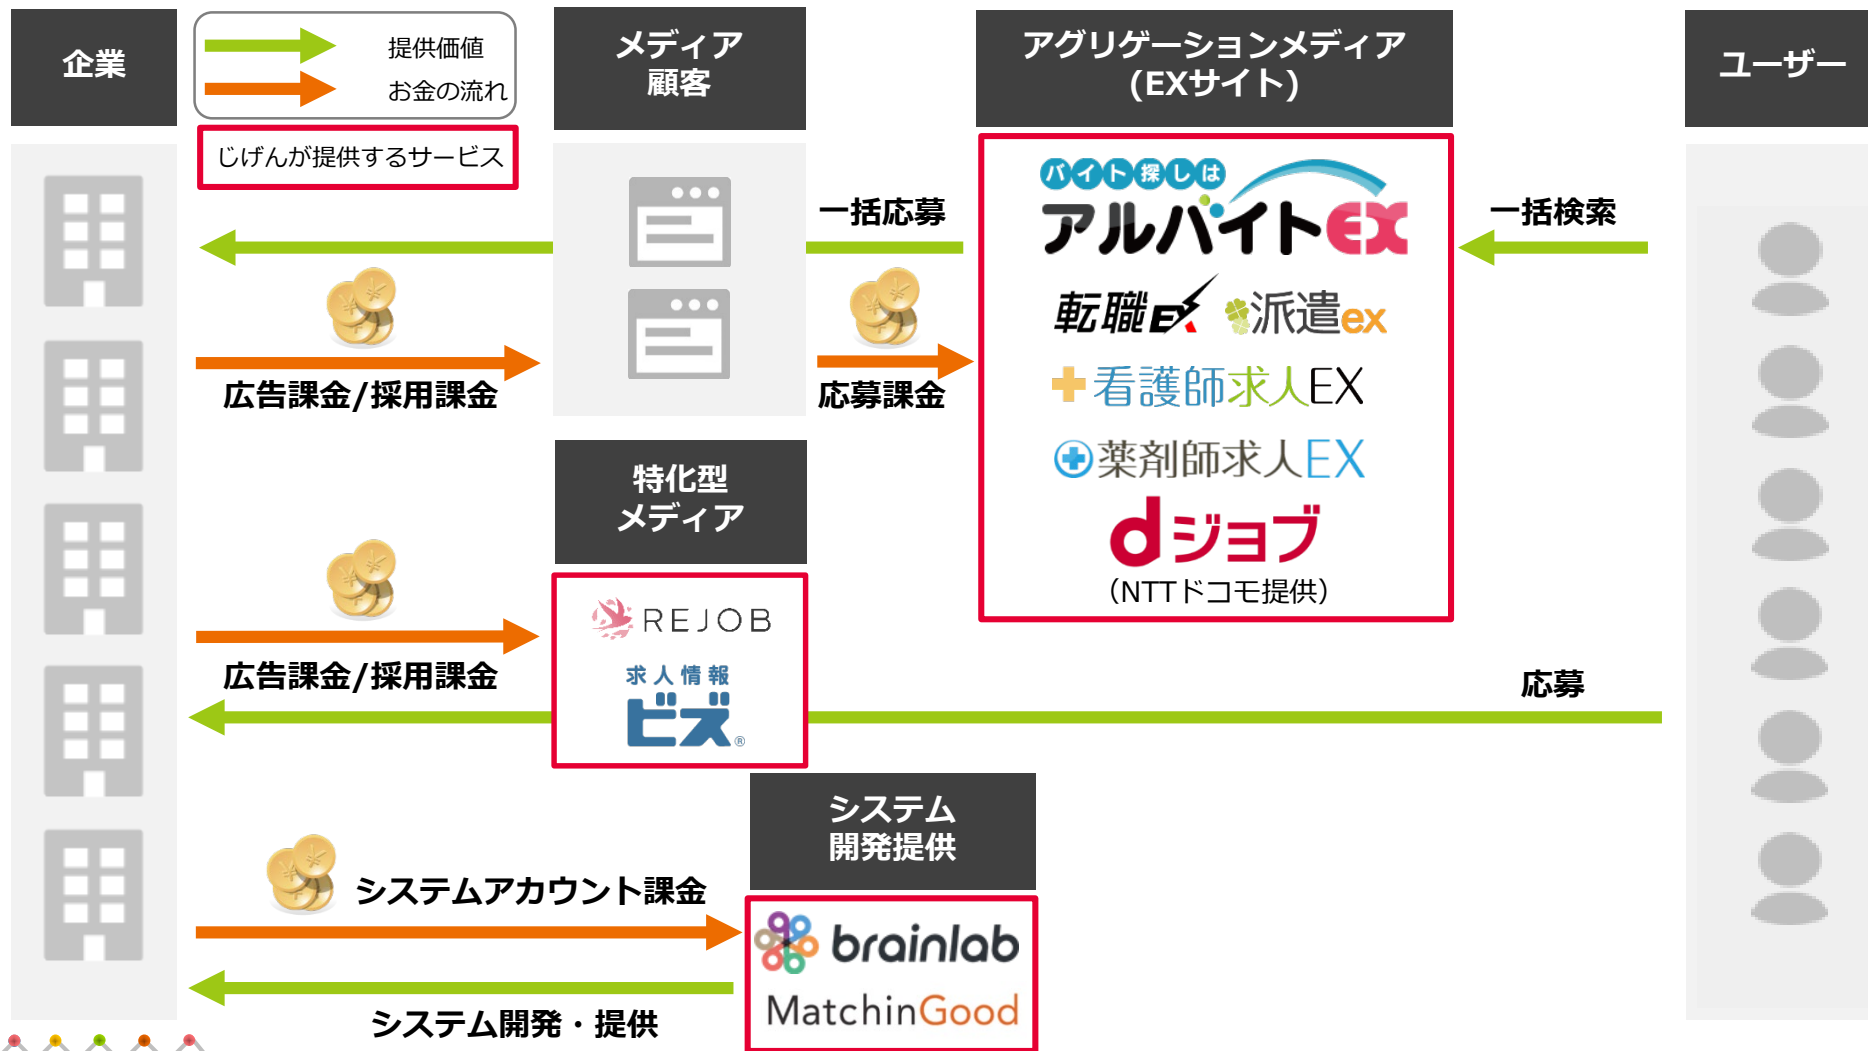 企業
提供価値
お金の流れ
じげんが提供するサービス
メディア
顧客
アグリゲーションメディア
(EXサイト)
ユーザー
バイト探しは
アルバイトEX
転職EX
派遣ex
看護師求人EX
薬剤師求人EX
dジョブ
（NTTドコモ提供）
一括応募
一括検索
広告課金/採用課金
応募課金
特化型
メディア
REJOB
求人情報
ビズ®
広告課金/採用課金
応募
システム
開発提供
システムアカウント課金
brainlab
MatchinGood
システム開発・提供